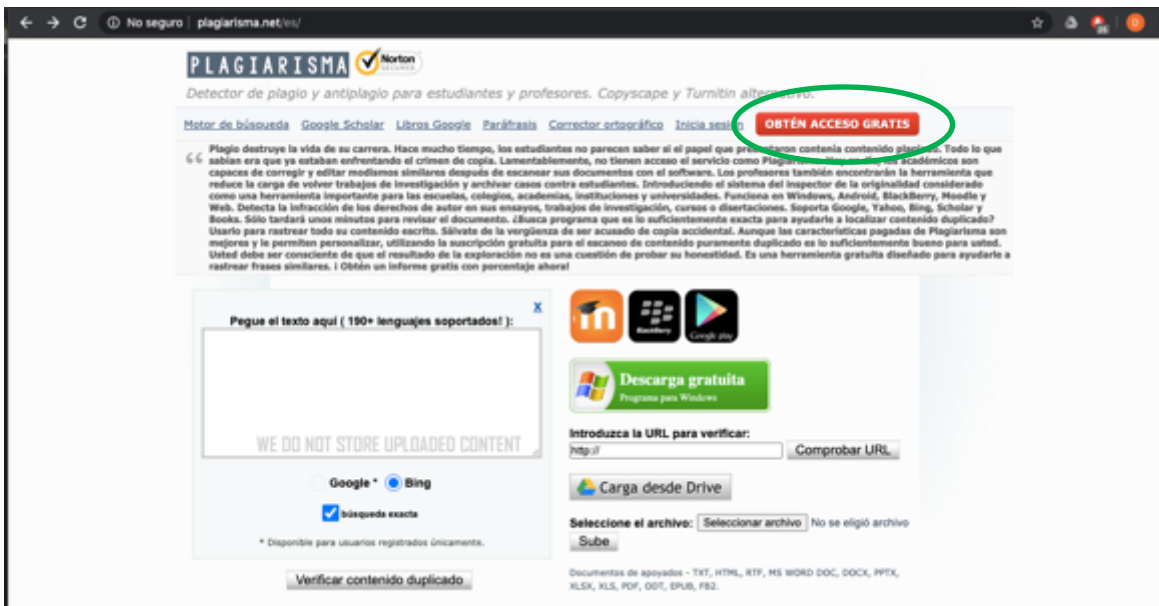 No seguro plagiarisma.net/es/
PLAGIARISMA Norton SECURED
Detector de plagio y antiplagio para estudiantes y profesores. Copyscape y Turnitin alternativo.
Motor de búsqueda Google Scholar Libros Google Paráfrasis Corrector ortográfico Inicia sesión OBTÉN ACCESO GRATIS
Plagio destruye la vida de su carrera. Hace mucho tiempo, los estudiantes no parecen saber si el papel que presentaron contenía contenido plagio. Todo lo que
sabían era que ya estaban enfrentando el crimen de copia. Lamentablemente, no tienen acceso el servicio como Plagiarisma. los académicos son
capaces de corregir y editar modismos similares después de escanear sus documentos con el software. Los profesores también encontrarán la herramienta que
reduce la carga de volver trabajos de investigación y archivar casos contra estudiantes. Introduciendo el sistema del inspector de la originalidad considerado
como una herramienta importante para las escuelas, colegios, academias, instituciones y universidades. Funciona en Windows, Android, BlackBerry, Moodle y
Web. Detecta la infracción de los derechos de autor en sus ensayos, trabajos de investigación, cursos o disertaciones. Soporta Google, Yahoo, Bing, Scholar y
Books. Sólo tardará unos minutos para revisar el documento. ¿Busca programa que es lo suficientemente exacta para ayudarle a localizar contenido duplicado?
Usarlo para rastrear todo su contenido escrito. Sálvate de la vergüenza de ser acusado de copia accidental. Aunque las características pagadas de Plagiarisma son
mejores y le permiten personalizar, utilizando la suscripción gratuita para el escaneo de contenido puramente duplicado es lo suficientemente bueno para usted.
Usted debe ser consciente de que el resultado de la exploración no es una cuestión de probar su honestidad. Es una herramienta gratuita diseñado para ayudarle a
rastrear frases similares. ¡ Obtén un informe gratis con porcentaje ahora!
X
Pegue el texto aquí ( 190+ lenguajes soportados! ):
WE DO NOT STORE UPLOADED CONTENT
Google * Bing
búsqueda exacta
* Disponible para usuarios registrados únicamente.
Verificar contenido duplicado
BlackBerry Google play
Descarga gratuita
Programa para Windows
Introduzca la URL para verificar:
http:// Comprobar URL
Carga desde Drive
Seleccione el archivo: Seleccionar archivo No se eligió archivo
Sube
Documentos de apoyados - TXT, HTML, RTF, MS WORD DOC, DOCX, PPTX,
XLSX, XLS, PDF, ODT, EPUB, FB2.